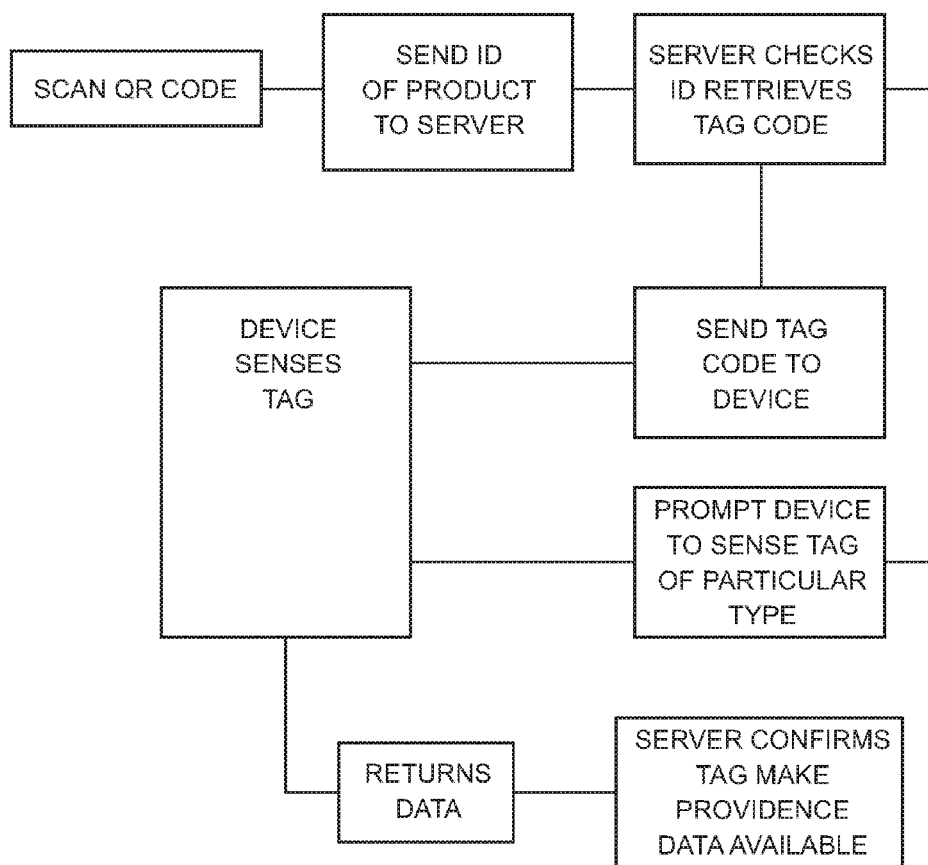 SCAN QR CODE
SEND ID
OF PRODUCT
TO SERVER
SERVER CHECKS
ID RETRIEVES
TAG CODE
DEVICE
SENSES
TAG
SEND TAG
CODE TO
DEVICE
PROMPT DEVICE
TO SENSE TAG
OF PARTICULAR
TYPE
RETURNS
DATA
SERVER CONFIRMS
TAG MAKE
PROVIDENCE
DATA AVAILABLE